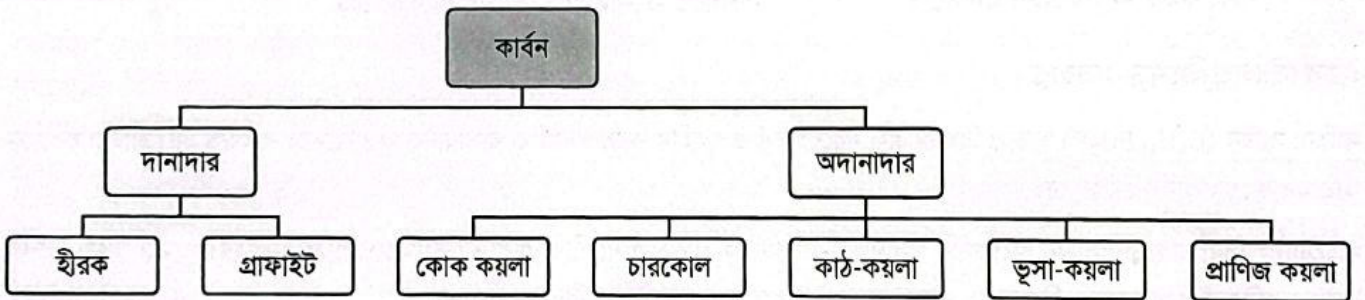 কার্বন
দানাদার অদানাদার
হীরক গ্রাফাইট কোক কয়লা চারকোল কাঠ-কয়লা ভূসা-কয়লা প্রাণিজ কয়লা